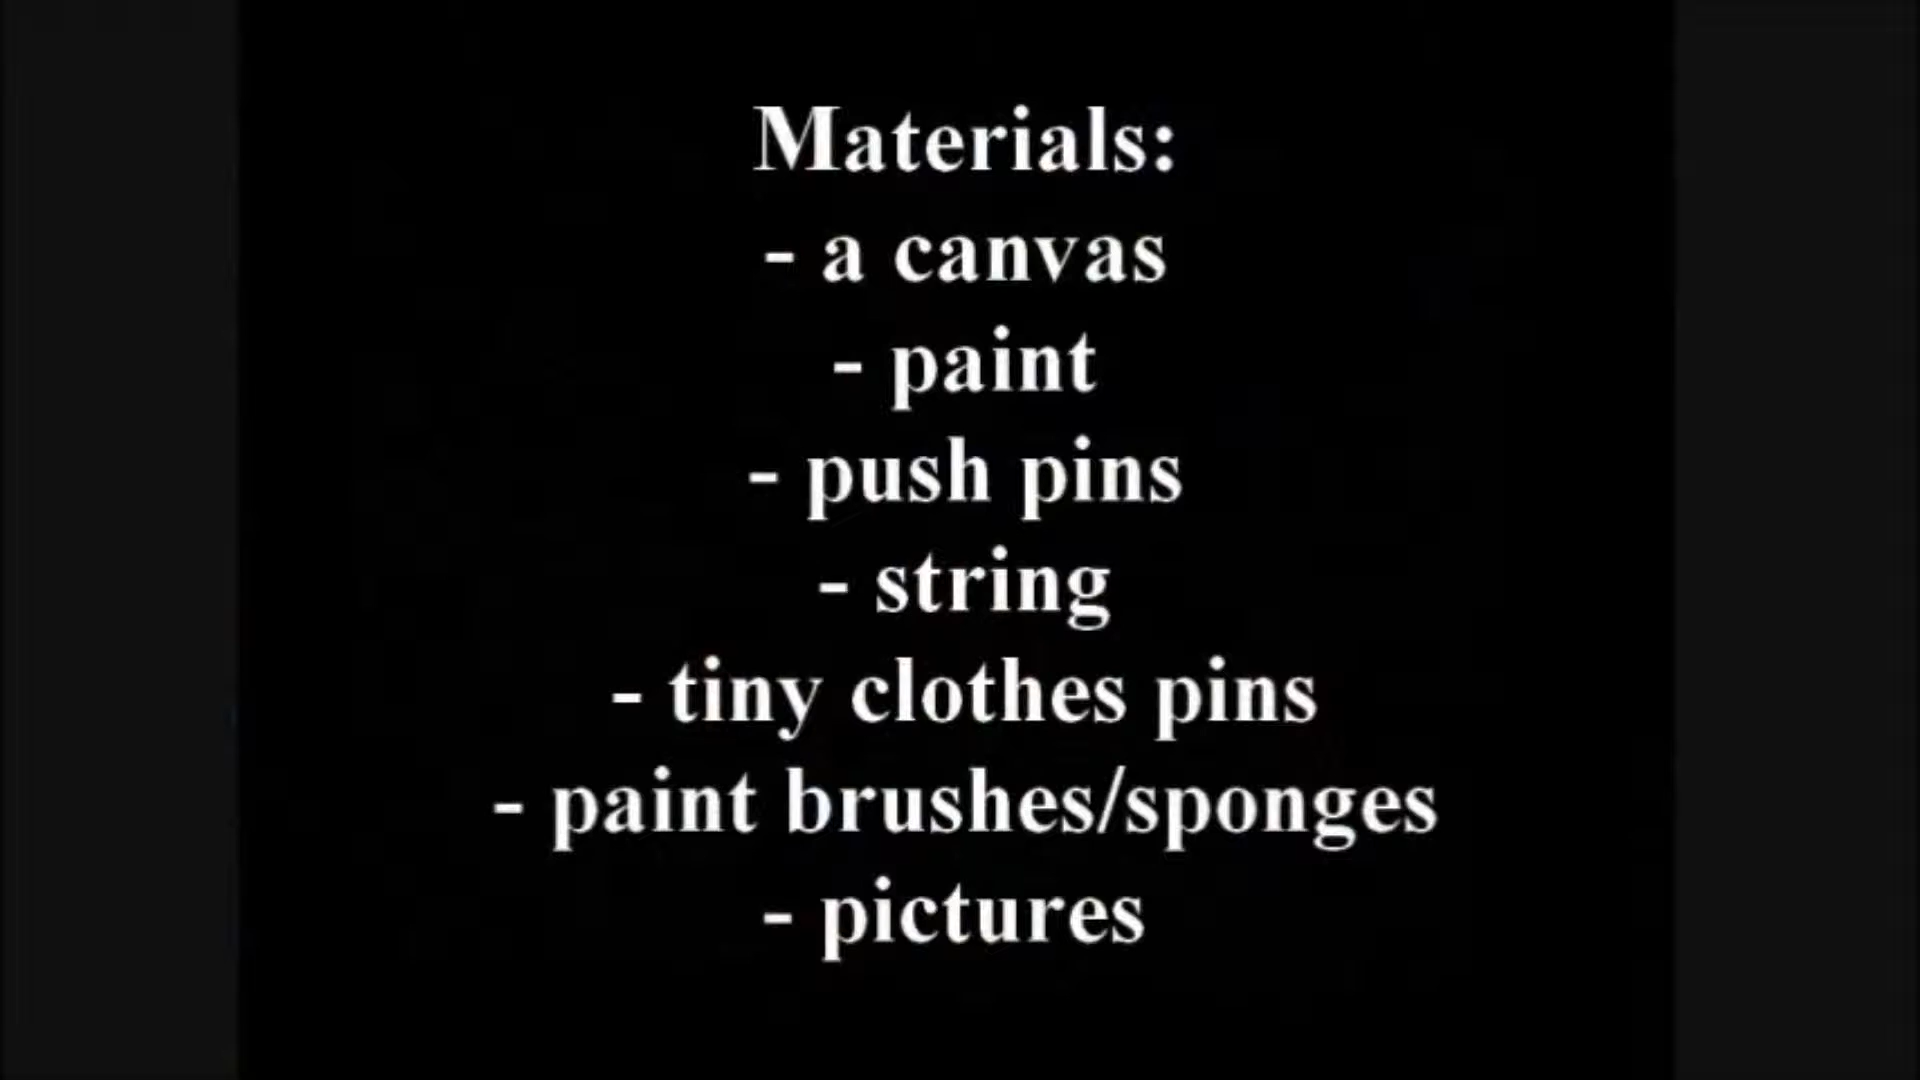 Materials:
- a canvas
- paint
- push pins
- string
- tiny clothes pins
- paint brushes/sponges
- pictures